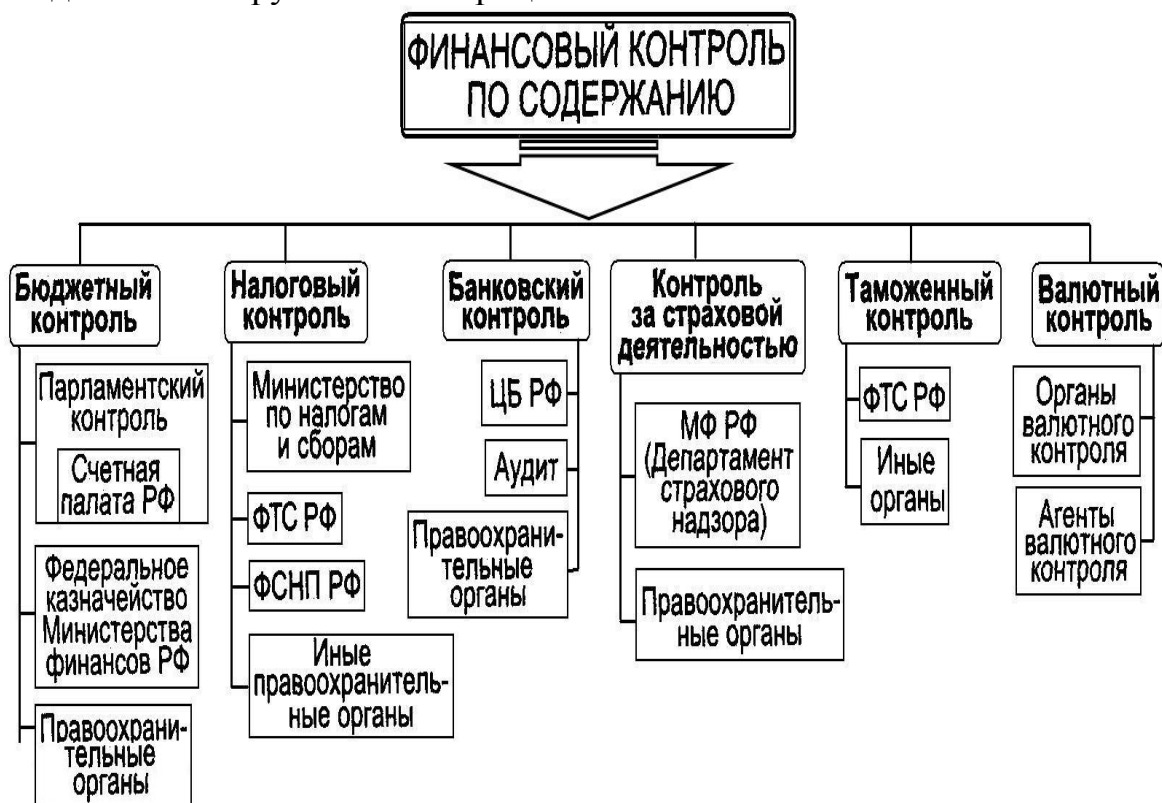 ФИНАНСОВЫЙ КОНТРОЛЬ
ПО СОДЕРЖАНИЮ
Бюджетный
контроль
Парламентский
контроль
Счетная
палата РФ
Федеральное
казначейство
Министерства
финансов РФ
Правоохрани-
тельные
органы
Налоговый
контроль
Министерство
по налогам
и сборам
ФТС РФ
ФСНП РФ
Иные
правоохранитель-
ные органы
Банковский
контроль
ЦБ РФ
Аудит
Правоохрани-
тельные
органы
Контроль
за страховой
деятельностью
МФ РФ
(Департамент
страхового
надзора)
Правоохранитель-
ные органы
Таможенный
контроль
ФТС РФ
Иные
органы
Валютный
контроль
Органы
валютного
контроля
Агенты
валютного
контроля